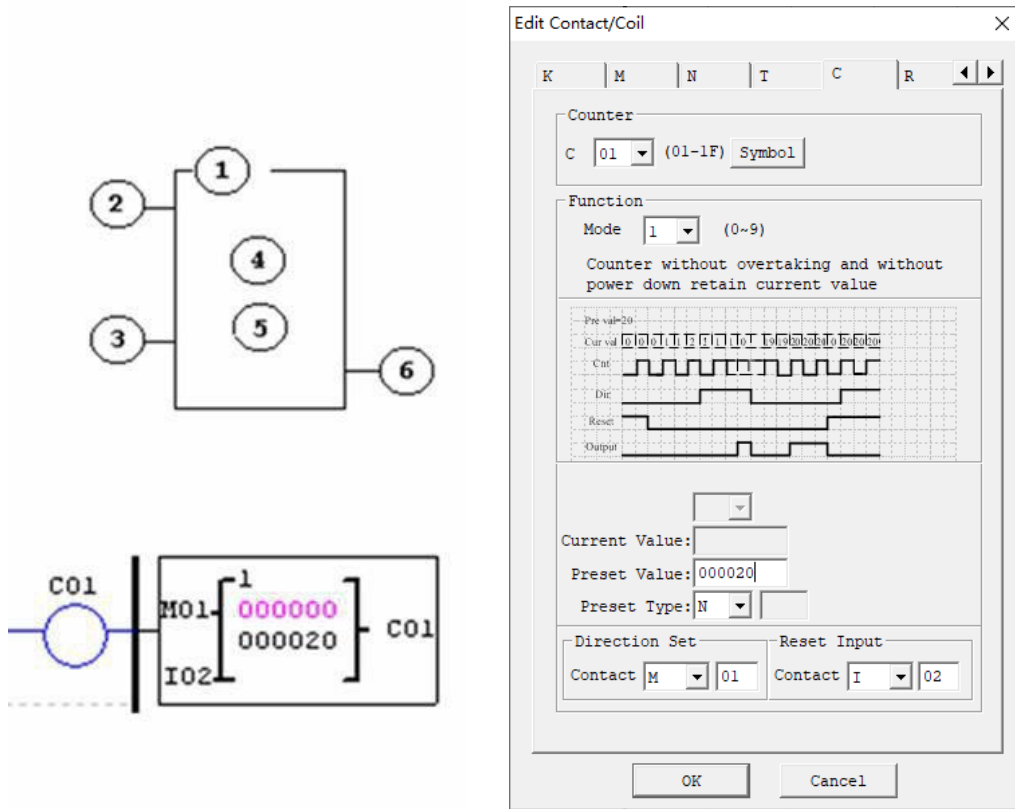 1
2
3
4
5
6
C01
M01
1
000000
000020
I02
C01
Edit Contact/Coil
K M N T C R
Counter
C 01 (01-1F) Symbol
Function
Mode 1 (0~9)
Counter without overtaking and without
power down retain current value
Pre val=20
Cur val
Cnt
Dir
Reset
Output
Current Value:
Preset Value: 000020
Preset Type: N
Direction Set Reset Input
Contact M 01 Contact I 02
OK Cancel